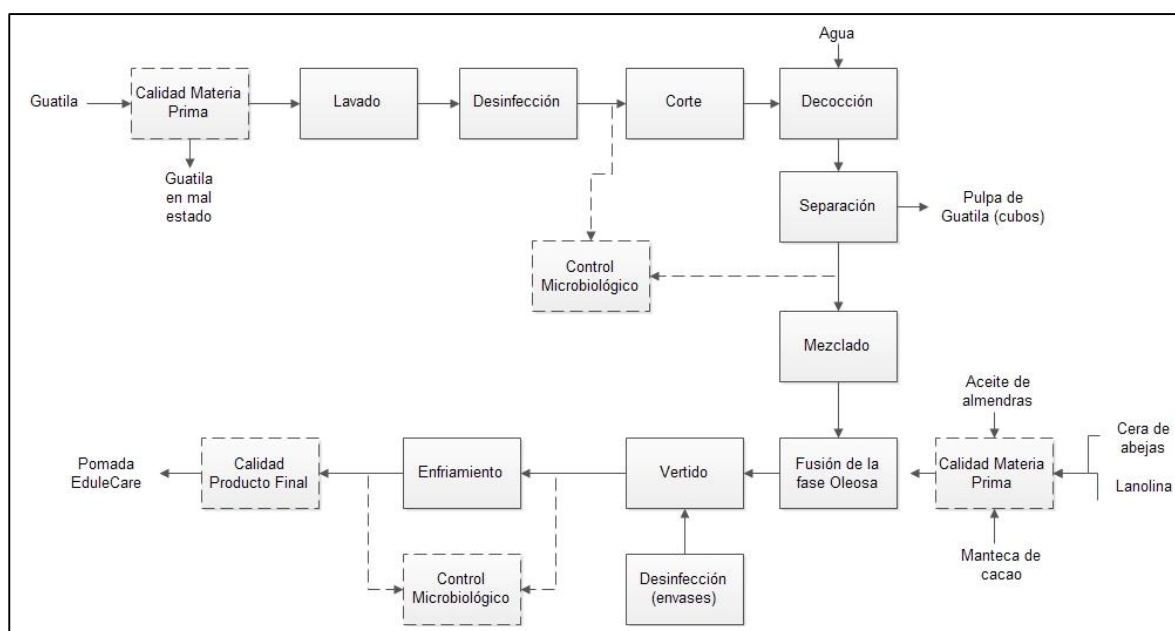 Agua
Guatila
Calidad Materia
Prima
Lavado
Desinfección
Corte
Decocción
Guatila
en mal
estado
Separación
Pulpa de
Guatila (cubos)
Control
Microbiológico
Mezclado
Aceite de
almendras
Cera de
abejas
Pomada
EduleCare
Calidad
Producto Final
Enfriamiento
Vertido
Fusión de la
fase Oleosa
Calidad Materia
Prima
Lanolina
Control
Microbiológico
Desinfección
(envases)
Manteca de
cacao